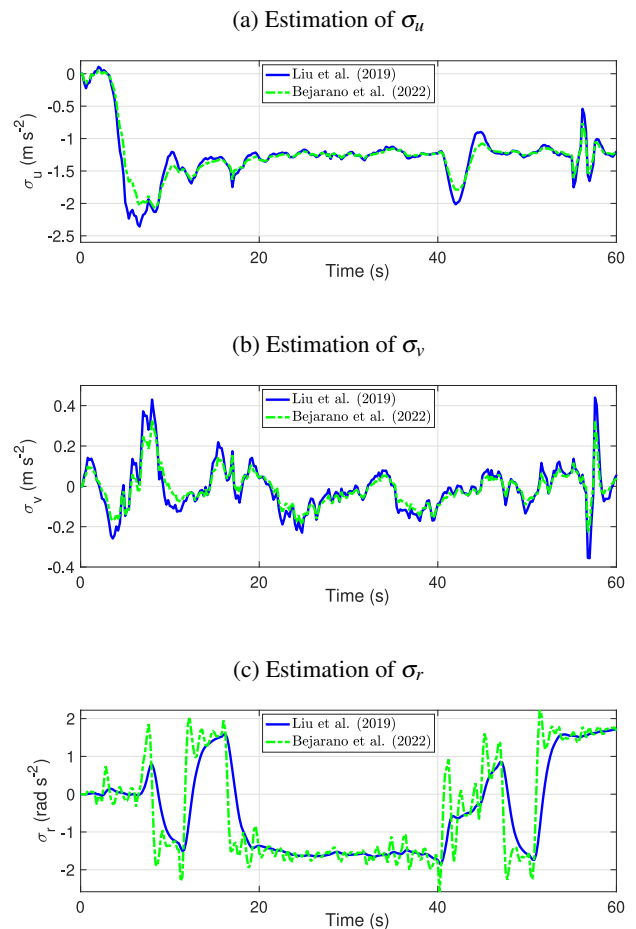 (a) Estimation of σu
Liu et al. (2019)
Bejarano et al. (2022)
0
-0.5
-1
-1.5
-2
-2.5
σu (m s-2)
0 20 40 60
Time (s)
(b) Estimation of σv
Liu et al. (2019)
Bejarano et al. (2022)
0.4
0.2
0
-0.2
-0.4
σv (m s-2)
0 20 40 60
Time (s)
(c) Estimation of σr
Liu et al. (2019)
Bejarano et al. (2022)
2
1
0
-1
-2
σr (rad s-2)
0 20 40 60
Time (s)